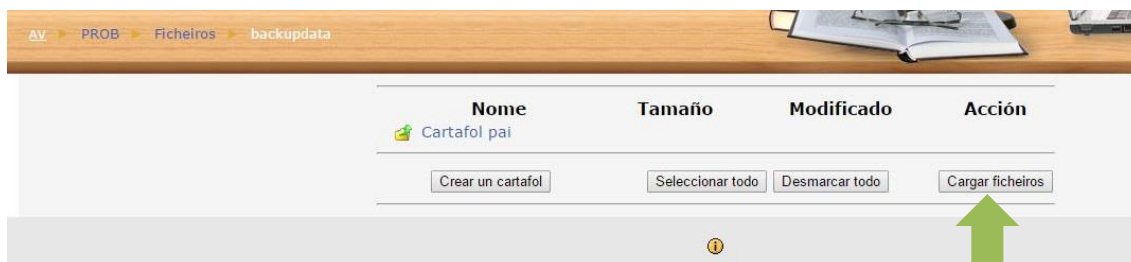 AV PROB Ficheiros backupdata
Nome Tamaño Modificado Acción
Cartafol pai
Crear un cartafol Seleccionar todo Desmarcar todo Cargar ficheiros